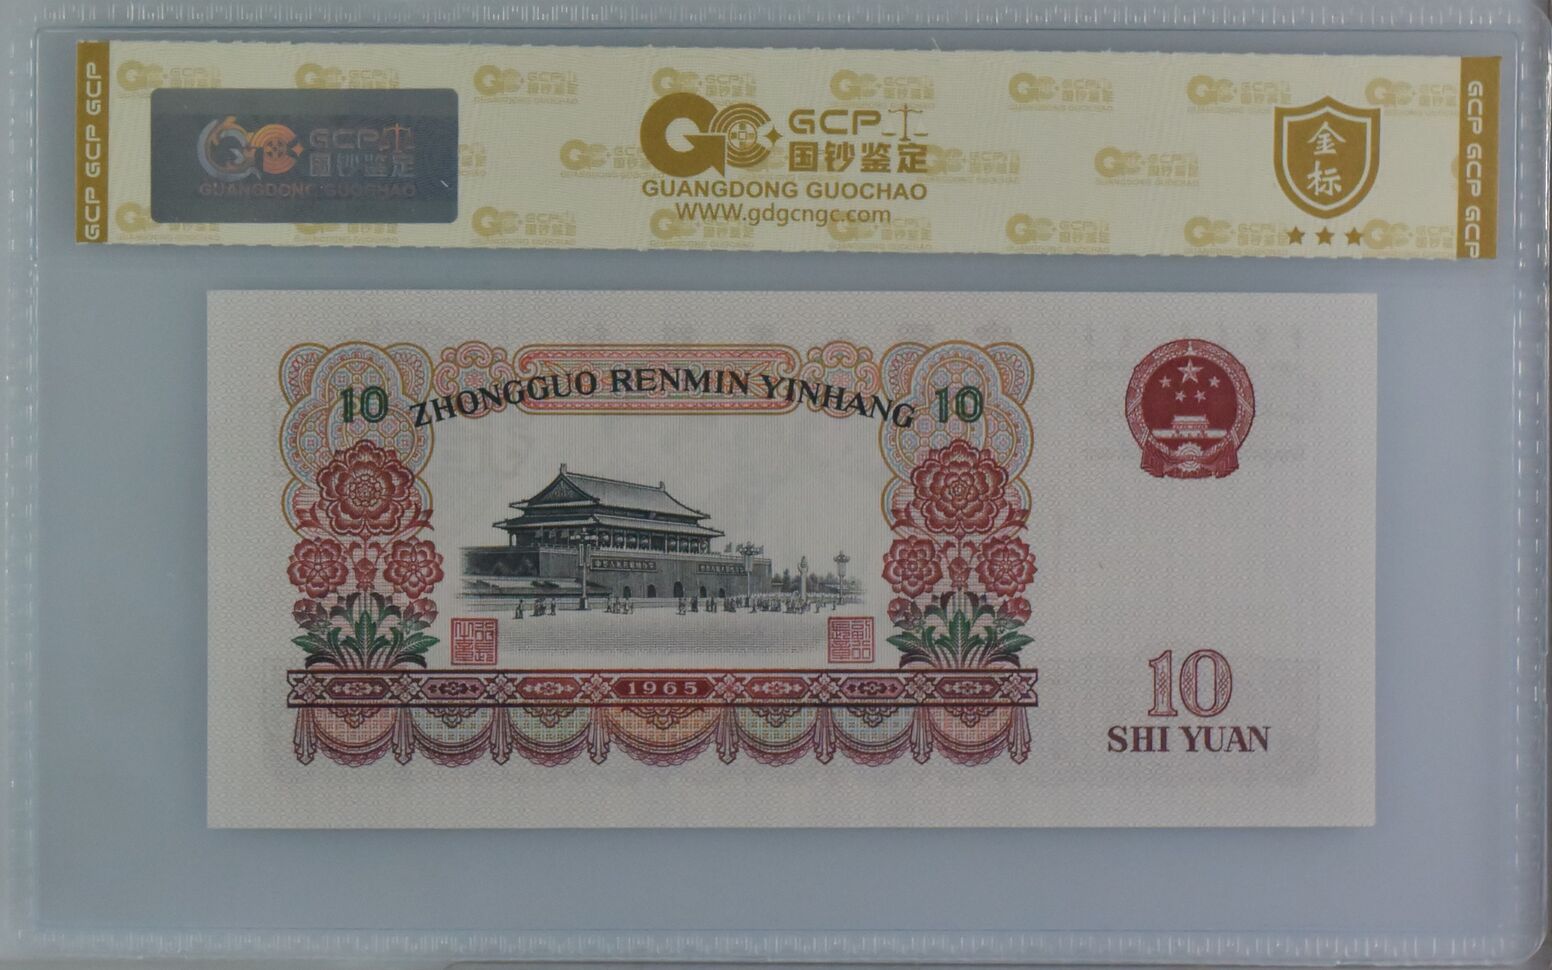 GCP GCP GCP
GCP
国钞鉴定
GUANGDONG GUOCHAO
GCP
国钞鉴定
GUANGDONG GUOCHAO
WWW.gdgcngc.com
金标
GCP GCP GCP
10 ZHONGGUO RENMIN YINHANG 10
1965
10
SHI YUAN